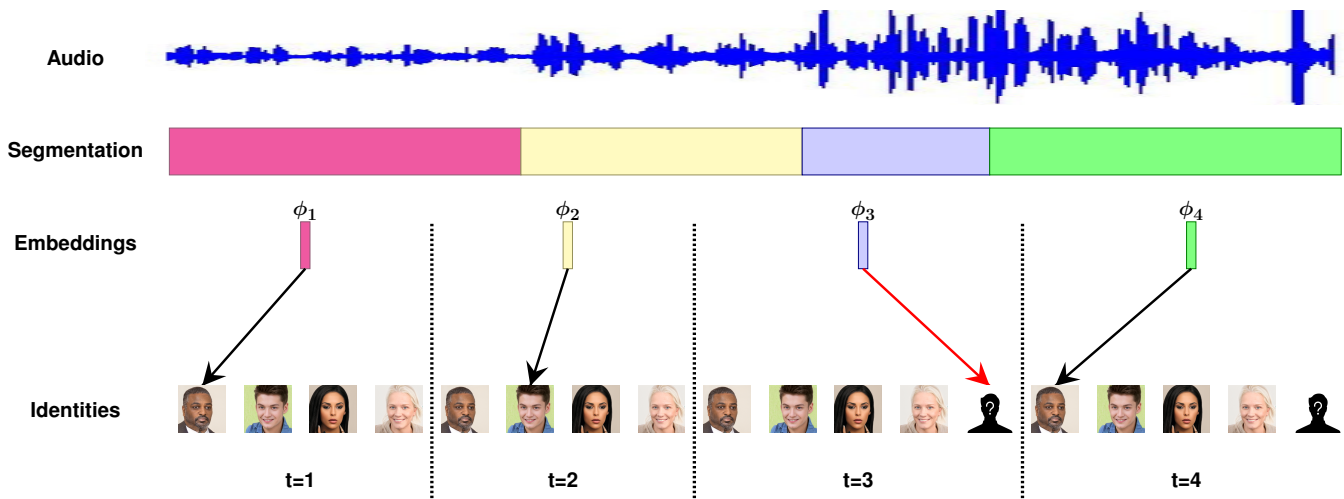 Audio
Segmentation
ϕ1 ϕ2 ϕ3 ϕ4
Embeddings
Identities
? ?
t=1 t=2 t=3 t=4